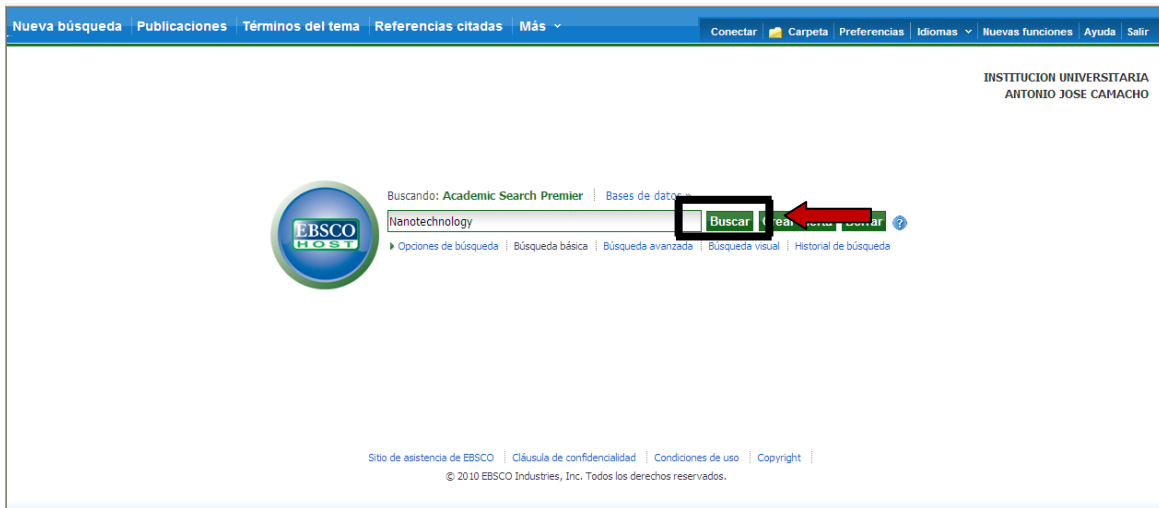 Nueva búsqueda Publicaciones Términos del tema Referencias citadas Más
Conectar Carpeta Preferencias Idiomas Nuevas funciones Ayuda Salir
INSTITUCION UNIVERSITARIA
ANTONIO JOSE CAMACHO
EBSCO
HOST
Buscando: Academic Search Premier Bases de datos »
Nanotechnology Buscar
Opciones de búsqueda Búsqueda básica Búsqueda avanzada Búsqueda visual Historial de búsqueda
Sitio de asistencia de EBSCO Cláusula de confidencialidad Condiciones de uso Copyright
© 2010 EBSCO Industries, Inc. Todos los derechos reservados.